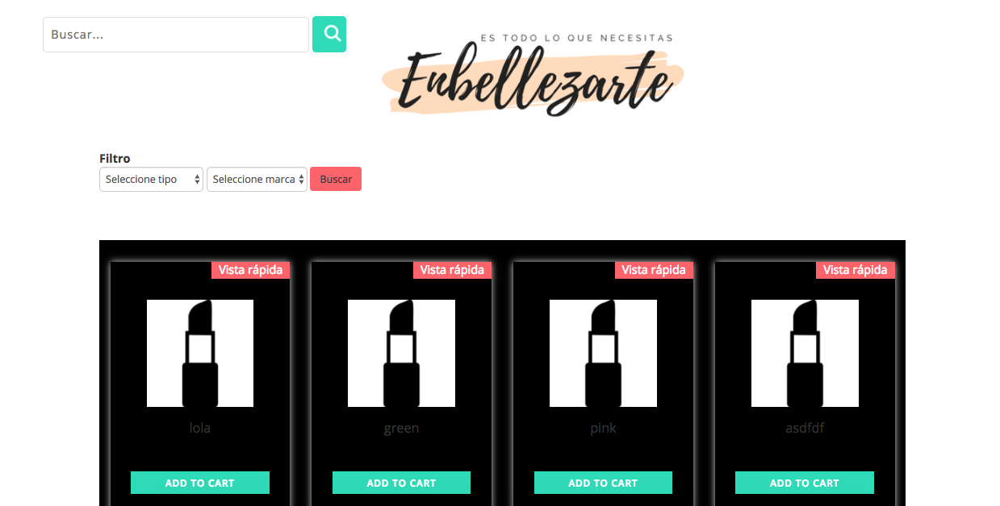 Buscar...
ES TODO LO QUE NECESITAS
Enbellezarte
Filtro
Seleccione tipo Seleccione marca Buscar
Vista rápida Vista rápida Vista rápida Vista rápida
lola green pink asdfdf
ADD TO CART ADD TO CART ADD TO CART ADD TO CART